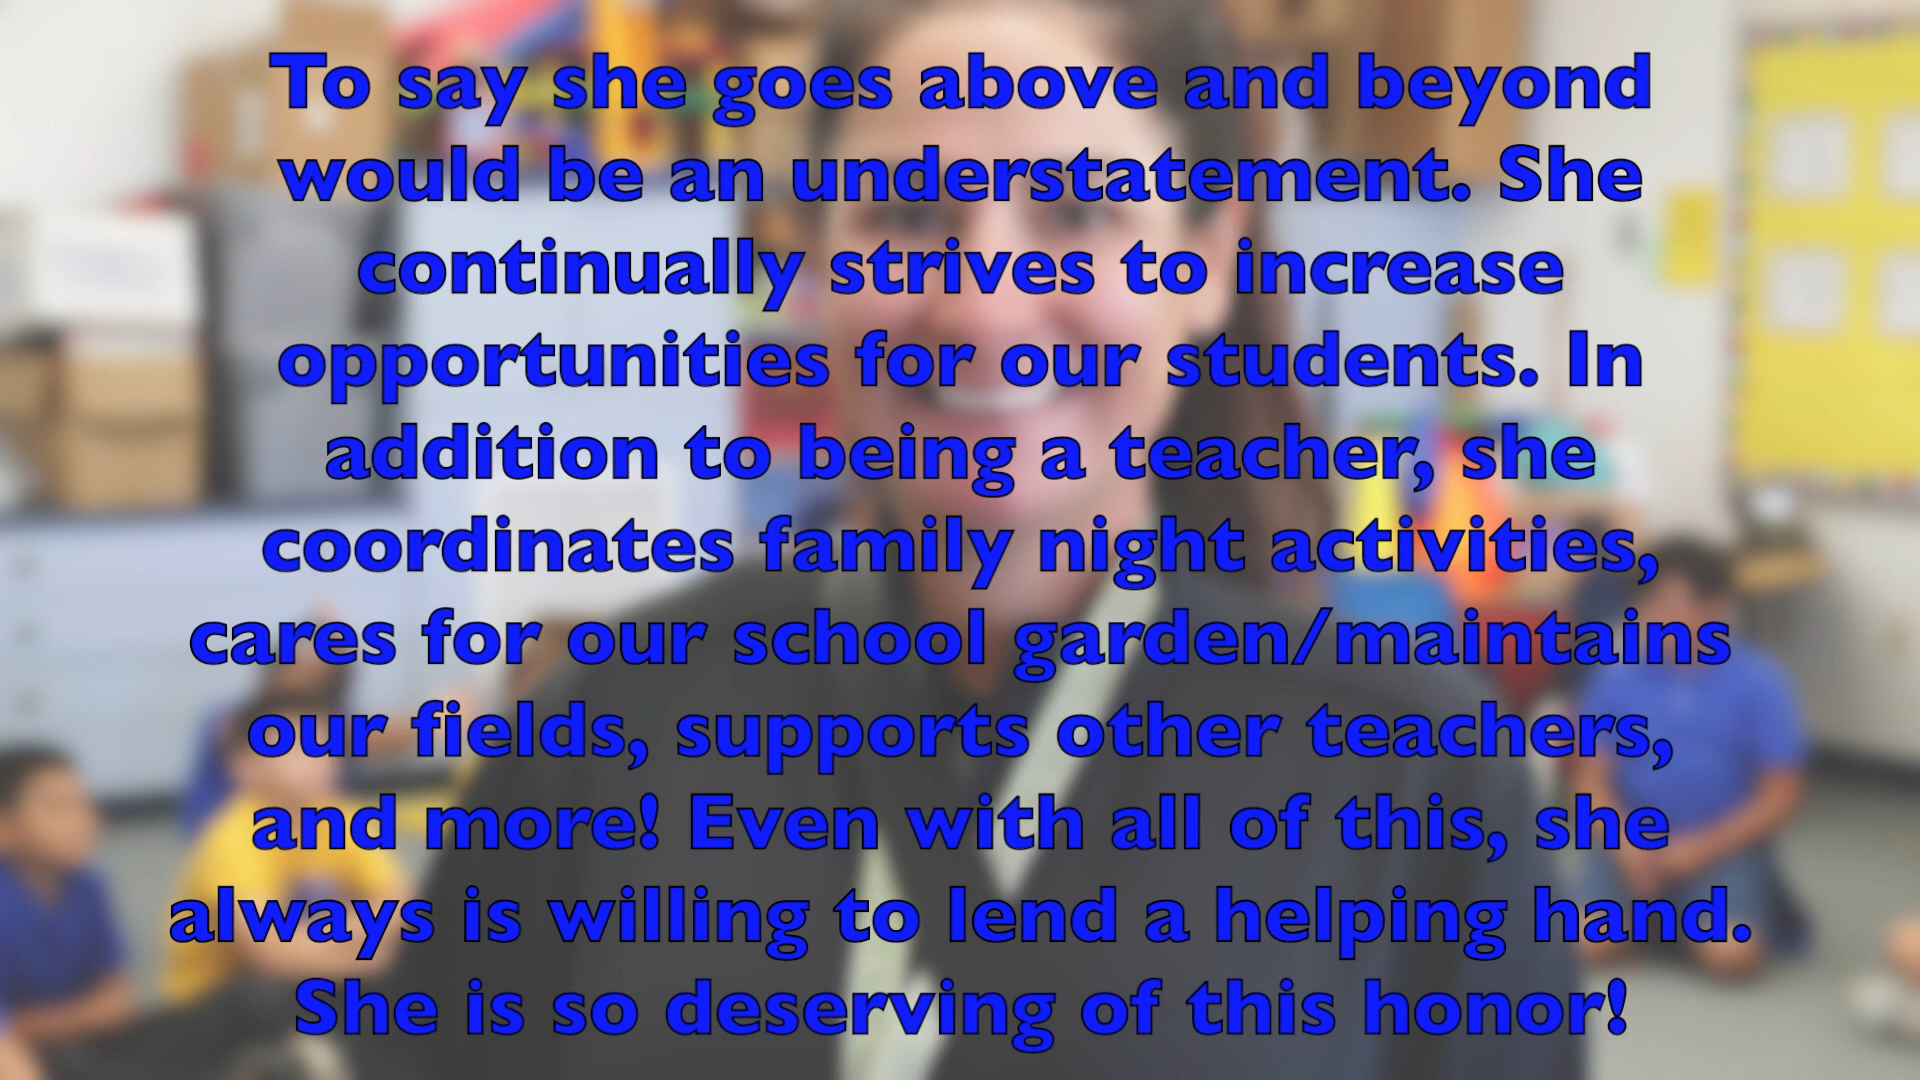 To say she goes above and beyond
would be an understatement. She
continually strives to increase
opportunities for our students. In
addition to being a teacher, she
coordinates family night activities,
cares for our school garden/maintains
our fields, supports other teachers,
and more! Even with all of this, she
always is willing to lend a helping hand.
She is so deserving of this honor!